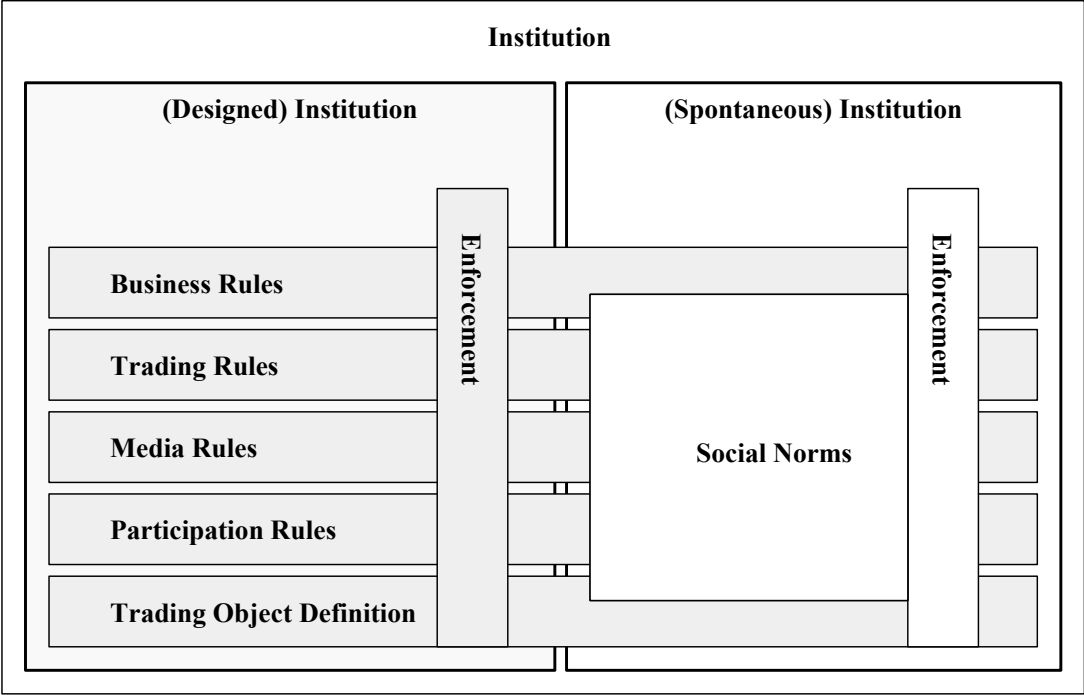 Institution
(Designed) Institution
(Spontaneous) Institution
Enforcement
Enforcement
Business Rules
Trading Rules
Media Rules
Social Norms
Participation Rules
Trading Object Definition